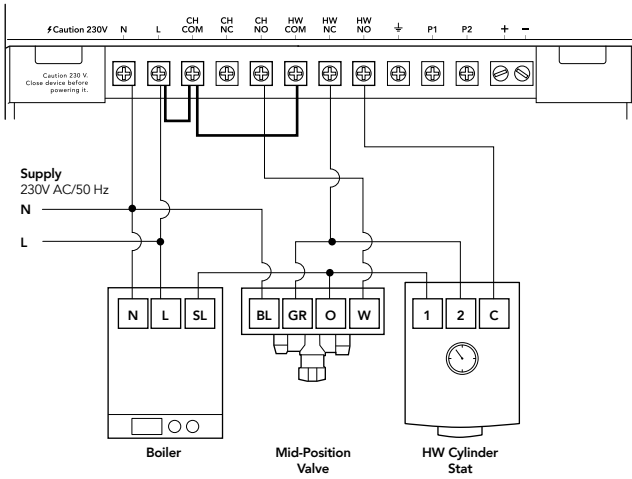 ⚡Caution 230V N L CH COM CH NC CH NO HW COM HW NC HW NO ⏚ P1 P2 + −
Caution 230 V.
Close device before
powering it.
Supply
230V AC/50 Hz
N
L
N L SL BL GR O W 1 2 C
Boiler
Mid-Position
Valve
HW Cylinder
Stat